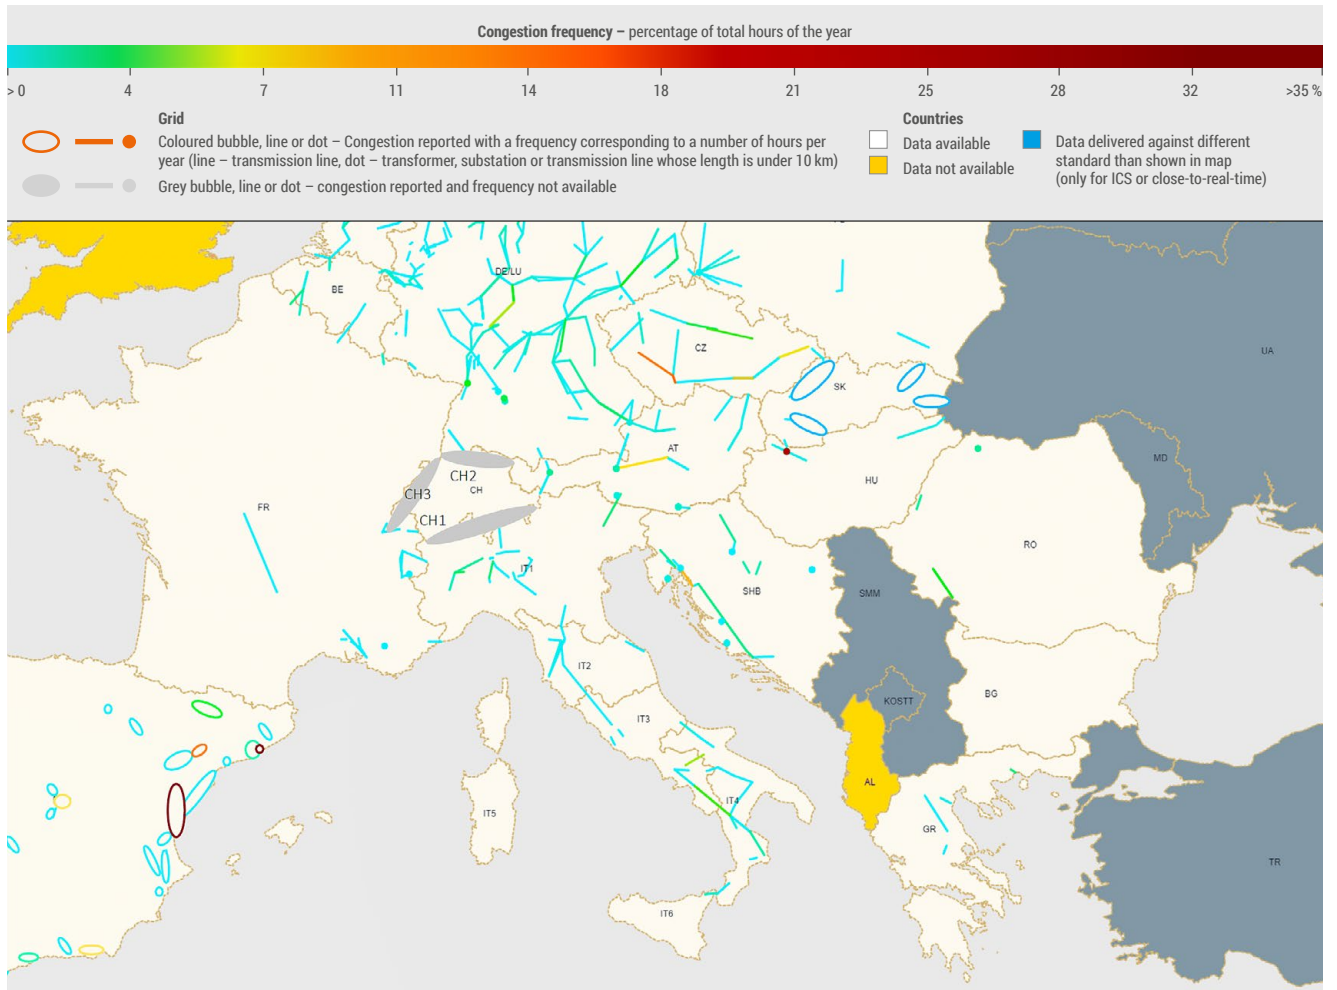 Congestion frequency – percentage of total hours of the year
> 0 4 7 11 14 18 21 25 28 32 >35 %
Grid
Coloured bubble, line or dot – Congestion reported with a frequency corresponding to a number of hours per
year (line – transmission line, dot – transformer, substation or transmission line whose length is under 10 km)
Grey bubble, line or dot – congestion reported and frequency not available
Countries
Data available
Data not available
Data delivered against different
standard than shown in map
(only for ICS or close-to-real-time)
DE/LU
BE
CZ
UA
SK
AT
MD
CH2
CH3
CH
HU
CH1
FR
RO
IT1
SHB
SMM
IT2
KOSTT
BG
IT3
AL
IT4
IT5
GR
TR
IT6